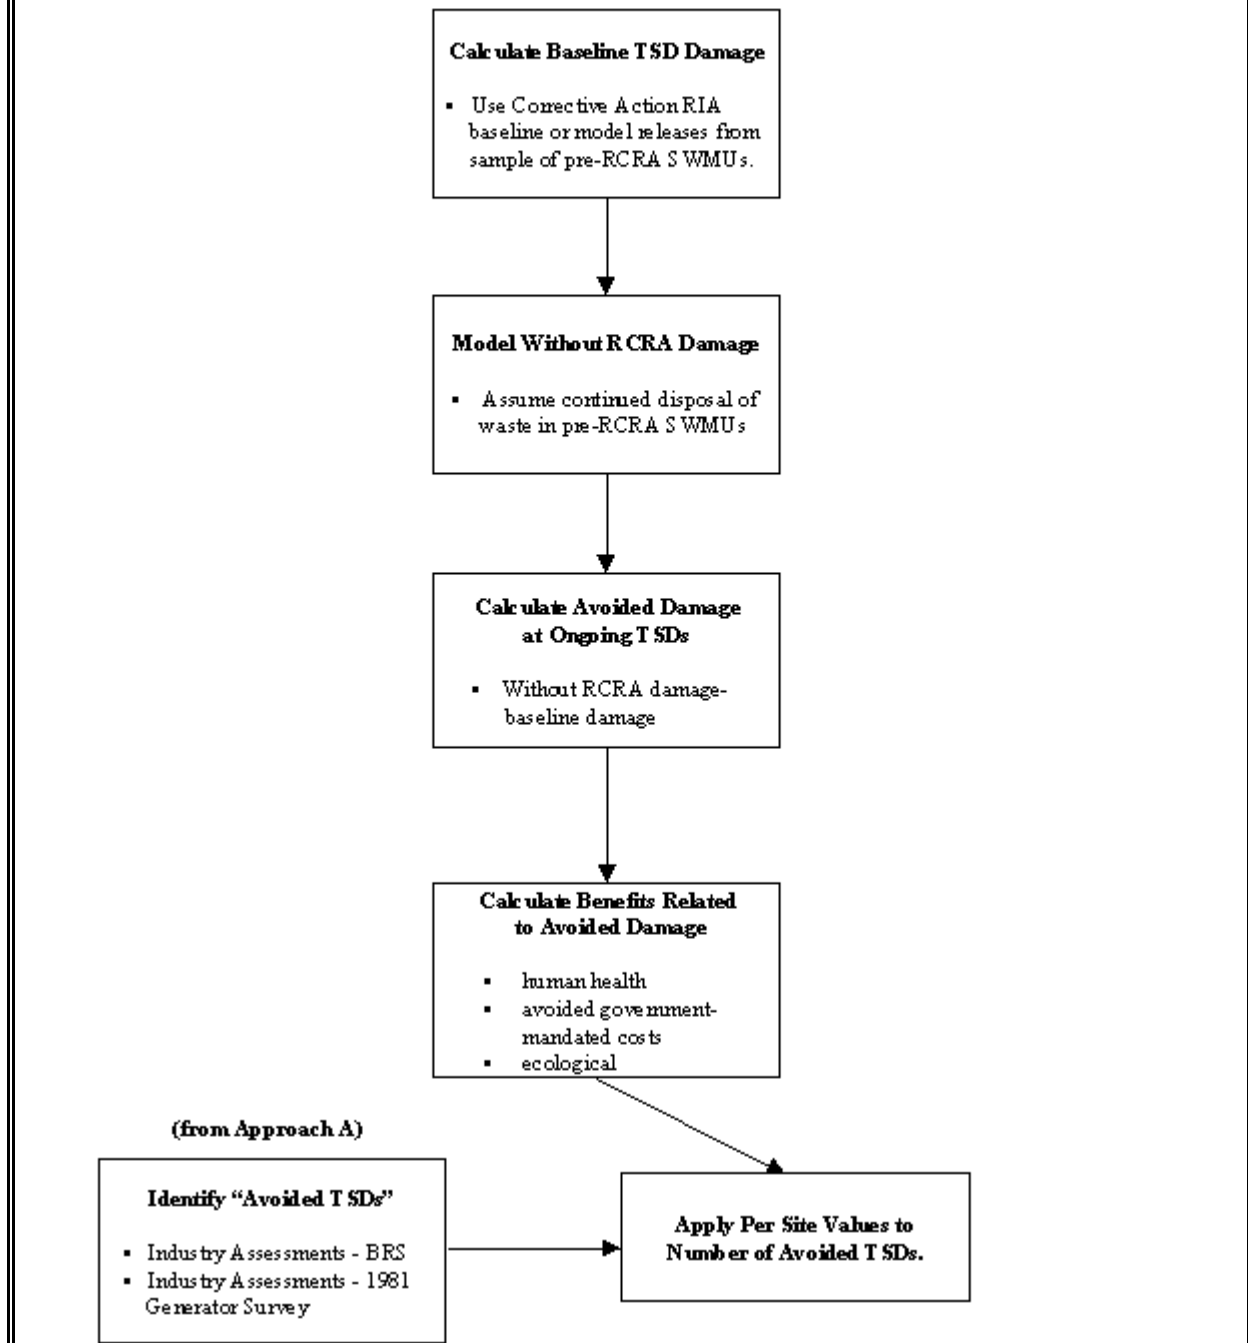 Calculate Baseline TSD Damage
▪ Use Corrective Action RIA
baseline or model releases from
sample of pre-RCRA SWMUs.
Model Without RCRA Damage
▪ Assume continued disposal of
waste in pre-RCRA SWMUs
Calculate Avoided Damage
at Ongoing TSDs
▪ Without RCRA damage-
baseline damage
Calculate Benefits Related
to Avoided Damage
▪ human health
▪ avoided government-
mandated costs
▪ ecological
(from Approach A)
Identify “Avoided TSDs”
▪ Industry Assessments - BRS
▪ Industry Assessments - 1981
Generator Survey
Apply Per Site Values to
Number of Avoided TSDs.